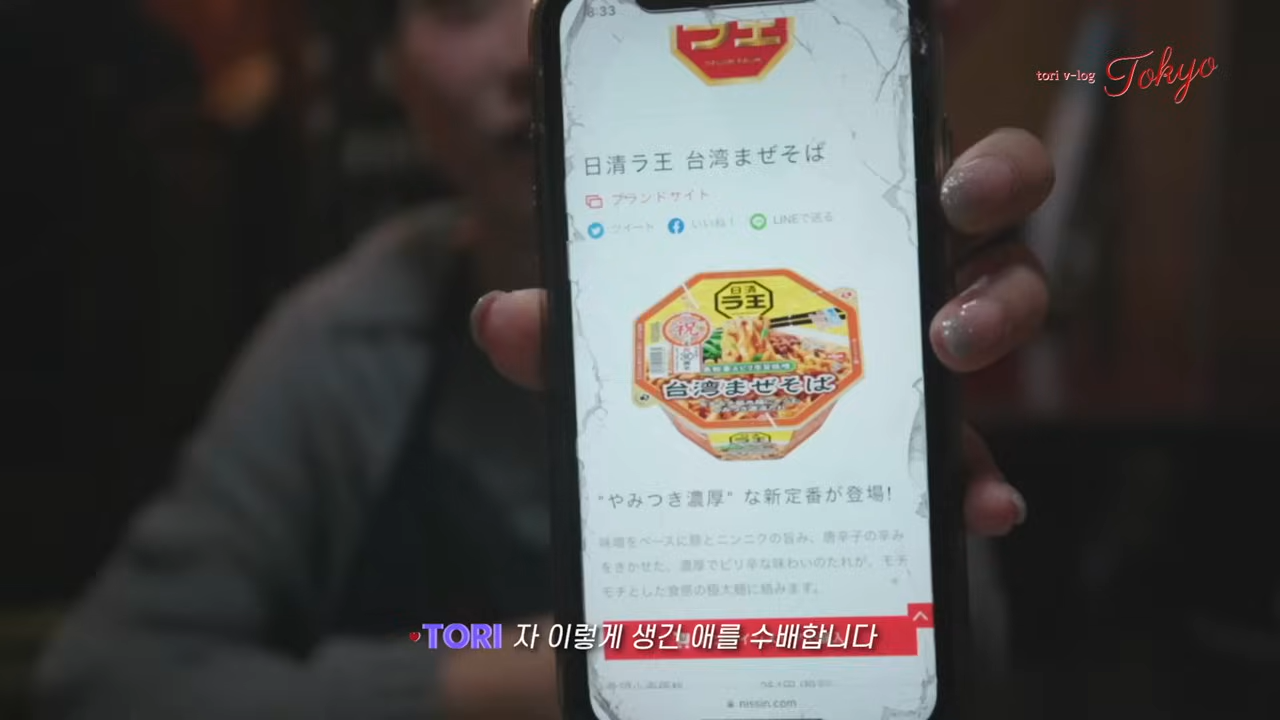 8:33
tori v-log Tokyo
ラ王
日清ラ王 台湾まぜそば
ブランドサイト
ツイート いいね! LINEで送る
日清
ラ王
祝
台湾まぜそば
"やみつき濃厚" な新定番が登場!
味噌をベースに豚とニンニクの旨み、唐辛子の辛み
をきかせた、濃厚でピリ辛な味わいのたれが、モチ
モチとした食感の極太麺に絡みます。
TORI 자 이렇게 생긴 애를 수배합니다
nissin.com